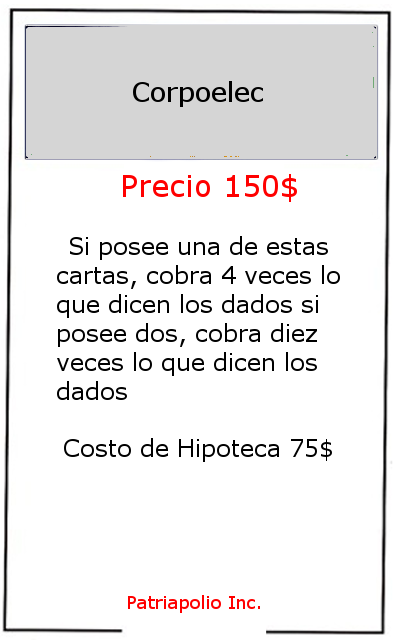 Corpoelec
Precio 150$
Si posee una de estas
cartas, cobra 4 veces lo
que dicen los dados si
posee dos, cobra diez
veces lo que dicen los
dados
Costo de Hipoteca 75$
Patriapolio Inc.